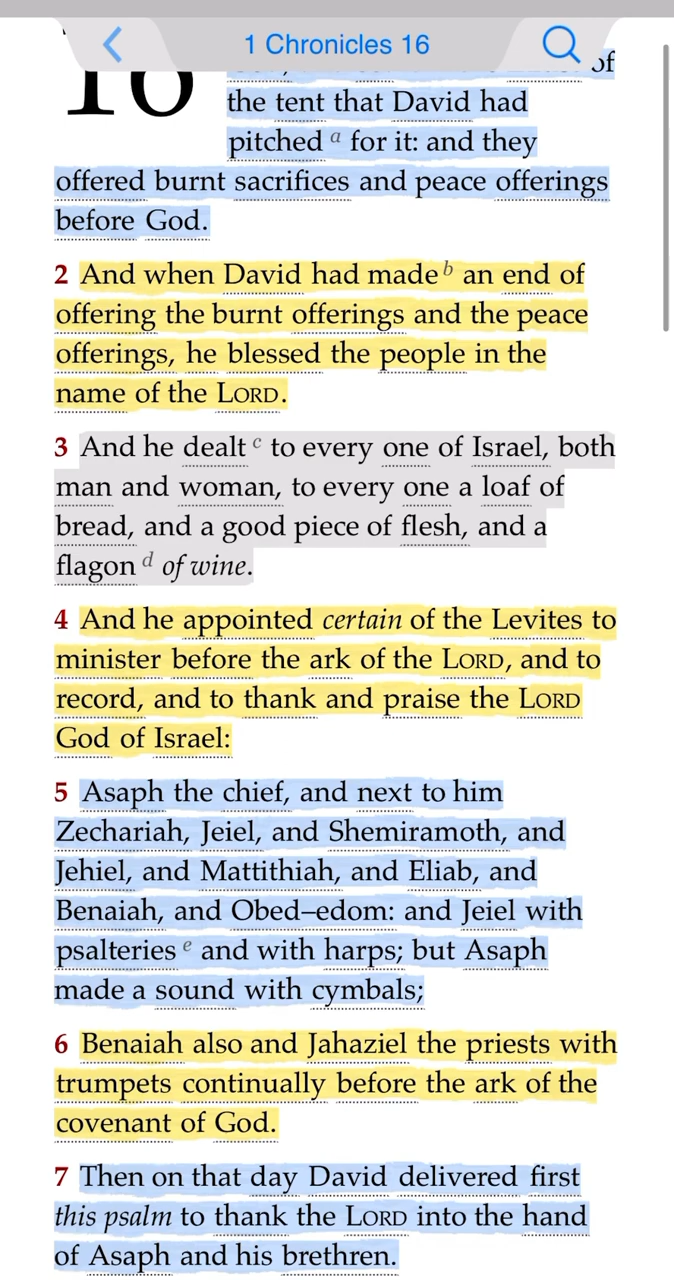 1 Chronicles 16
16 of
the tent that David had
pitched a for it: and they
offered burnt sacrifices and peace offerings
before God.
2 And when David had made b an end of
offering the burnt offerings and the peace
offerings, he blessed the people in the
name of the LORD.
3 And he dealt c to every one of Israel, both
man and woman, to every one a loaf of
bread, and a good piece of flesh, and a
flagon d of wine.
4 And he appointed certain of the Levites to
minister before the ark of the LORD, and to
record, and to thank and praise the LORD
God of Israel:
5 Asaph the chief, and next to him
Zechariah, Jeiel, and Shemiramoth, and
Jehiel, and Mattithiah, and Eliab, and
Benaiah, and Obed–edom: and Jeiel with
psalteries e and with harps; but Asaph
made a sound with cymbals;
6 Benaiah also and Jahaziel the priests with
trumpets continually before the ark of the
covenant of God.
7 Then on that day David delivered first
this psalm to thank the LORD into the hand
of Asaph and his brethren.